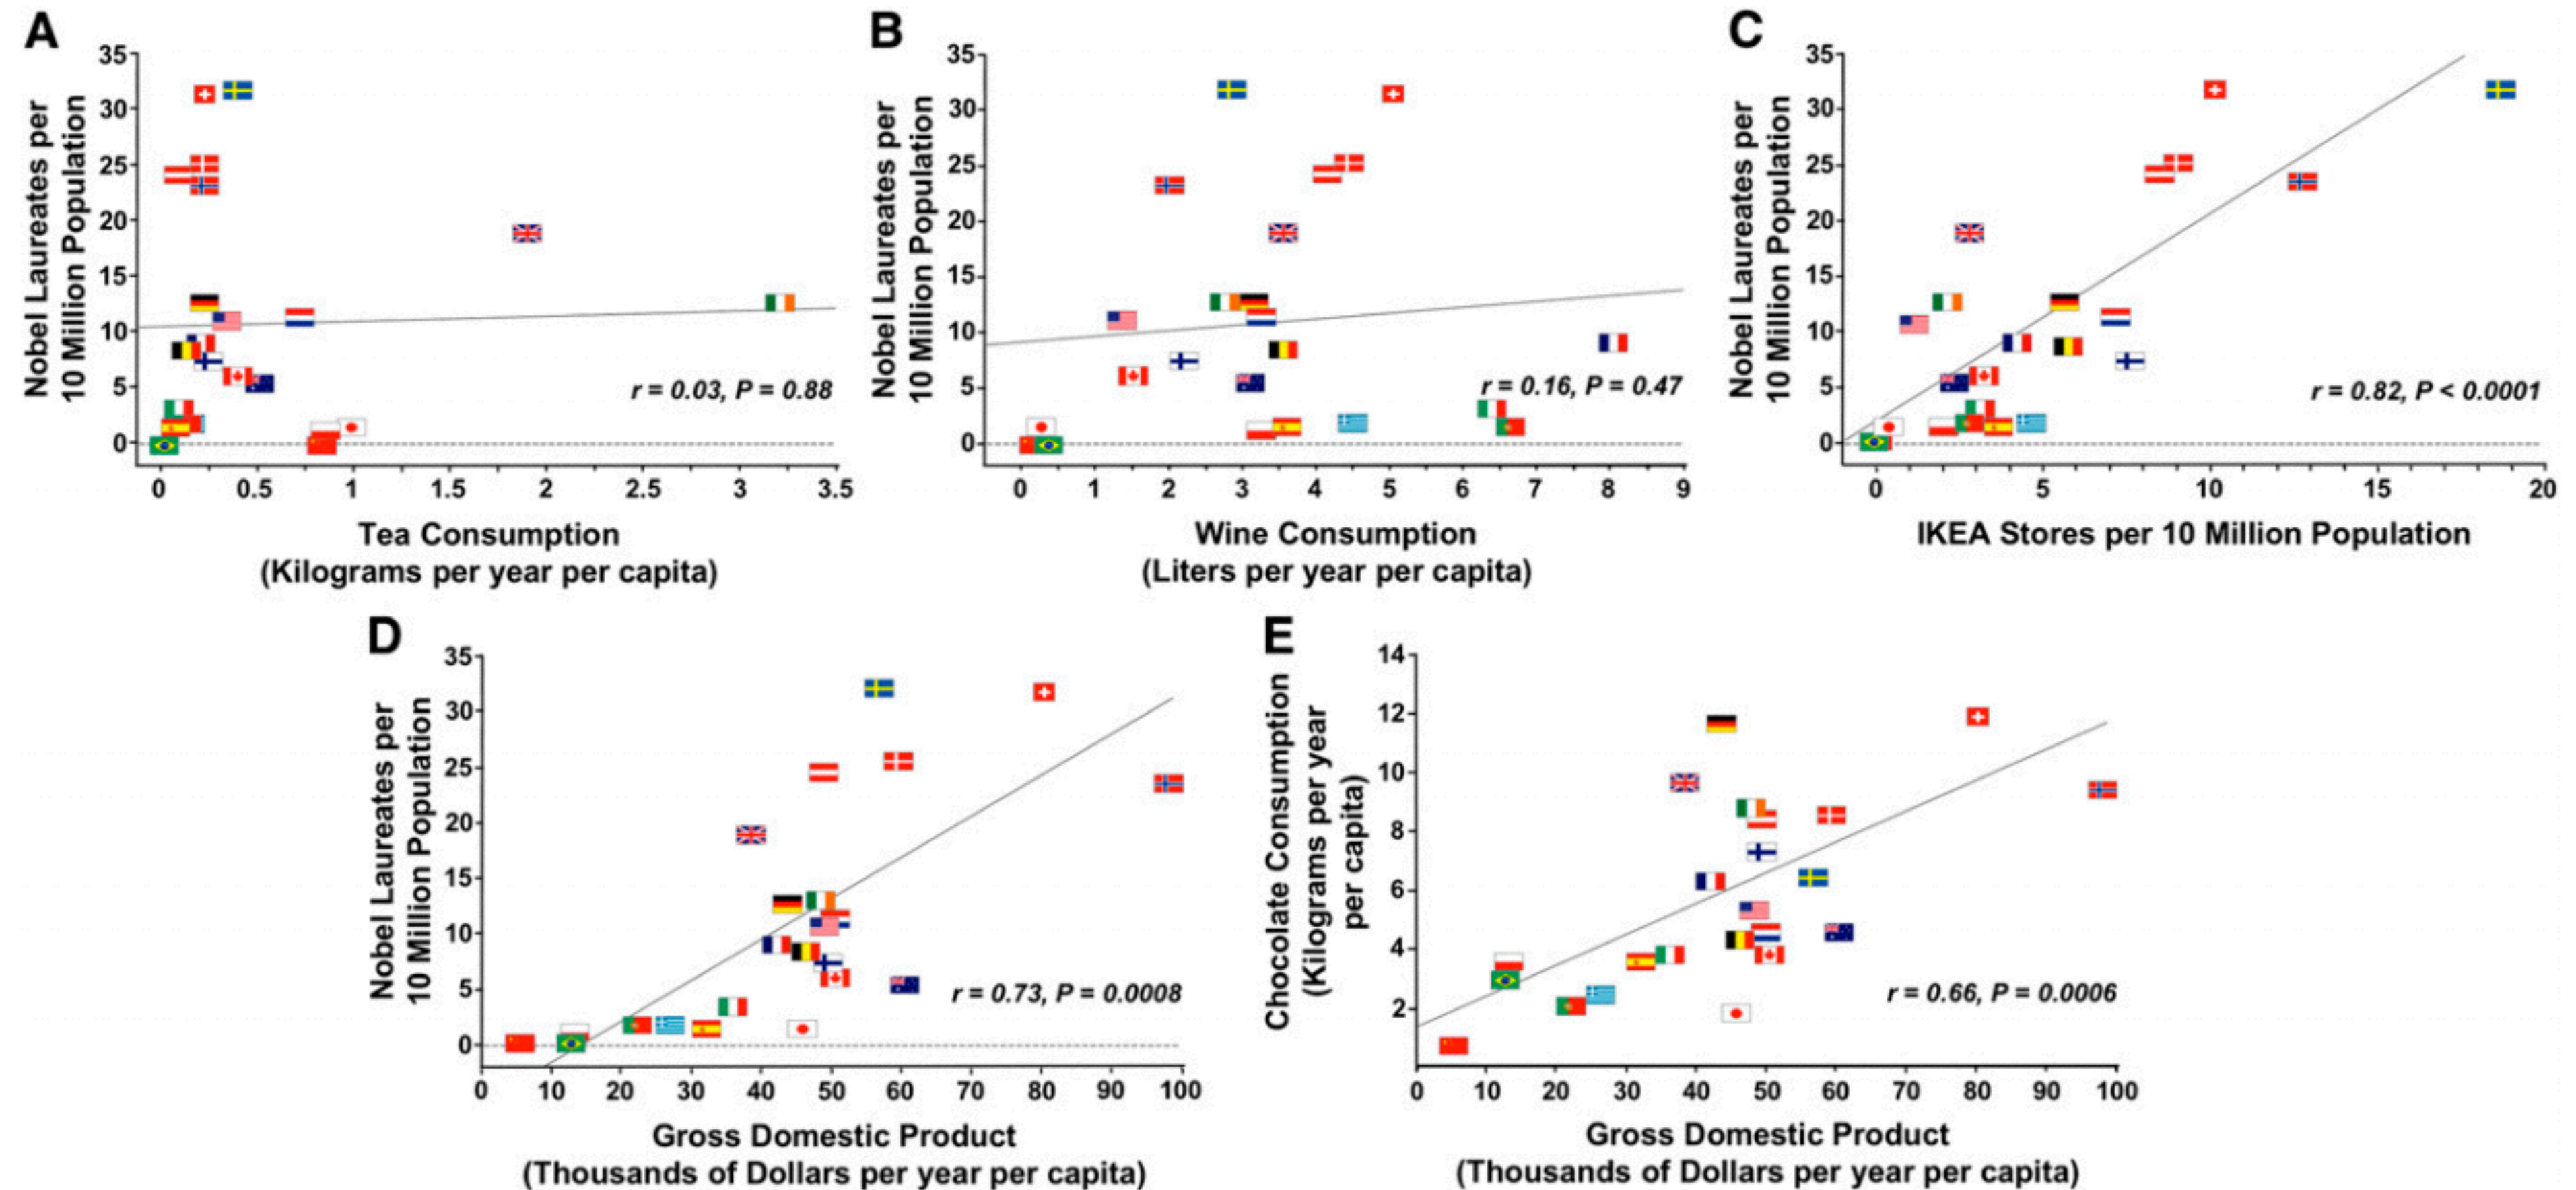 A
Nobel Laureates per
10 Million Population
35
30
25
20
15
10
5
0
r = 0.03, P = 0.88
0 0.5 1 1.5 2 2.5 3 3.5
Tea Consumption
(Kilograms per year per capita)
B
Nobel Laureates per
10 Million Population
35
30
25
20
15
10
5
0
r = 0.16, P = 0.47
0 1 2 3 4 5 6 7 8 9
Wine Consumption
(Liters per year per capita)
C
Nobel Laureates per
10 Million Population
35
30
25
20
15
10
5
0
r = 0.82, P < 0.0001
0 5 10 15 20
IKEA Stores per 10 Million Population
D
Nobel Laureates per
10 Million Population
35
30
25
20
15
10
5
0
r = 0.73, P = 0.0008
0 10 20 30 40 50 60 70 80 90 100
Gross Domestic Product
(Thousands of Dollars per year per capita)
E
Chocolate Consumption
(Kilograms per year
per capita)
14
12
10
8
6
4
2
r = 0.66, P = 0.0006
0 10 20 30 40 50 60 70 80 90 100
Gross Domestic Product
(Thousands of Dollars per year per capita)